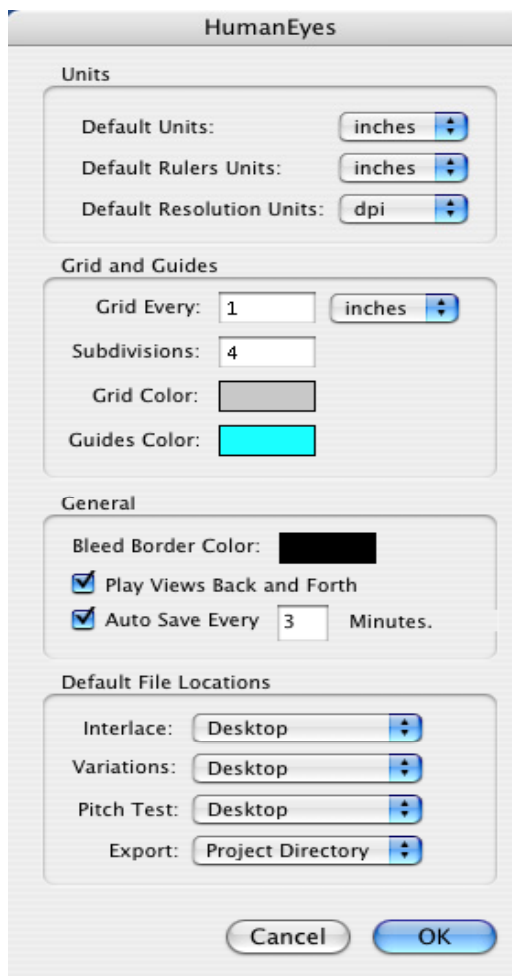 HumanEyes
Units
Default Units: inches
Default Rulers Units: inches
Default Resolution Units: dpi
Grid and Guides
Grid Every: 1 inches
Subdivisions: 4
Grid Color:
Guides Color:
General
Bleed Border Color:
Play Views Back and Forth
Auto Save Every 3 Minutes.
Default File Locations
Interlace: Desktop
Variations: Desktop
Pitch Test: Desktop
Export: Project Directory
Cancel OK